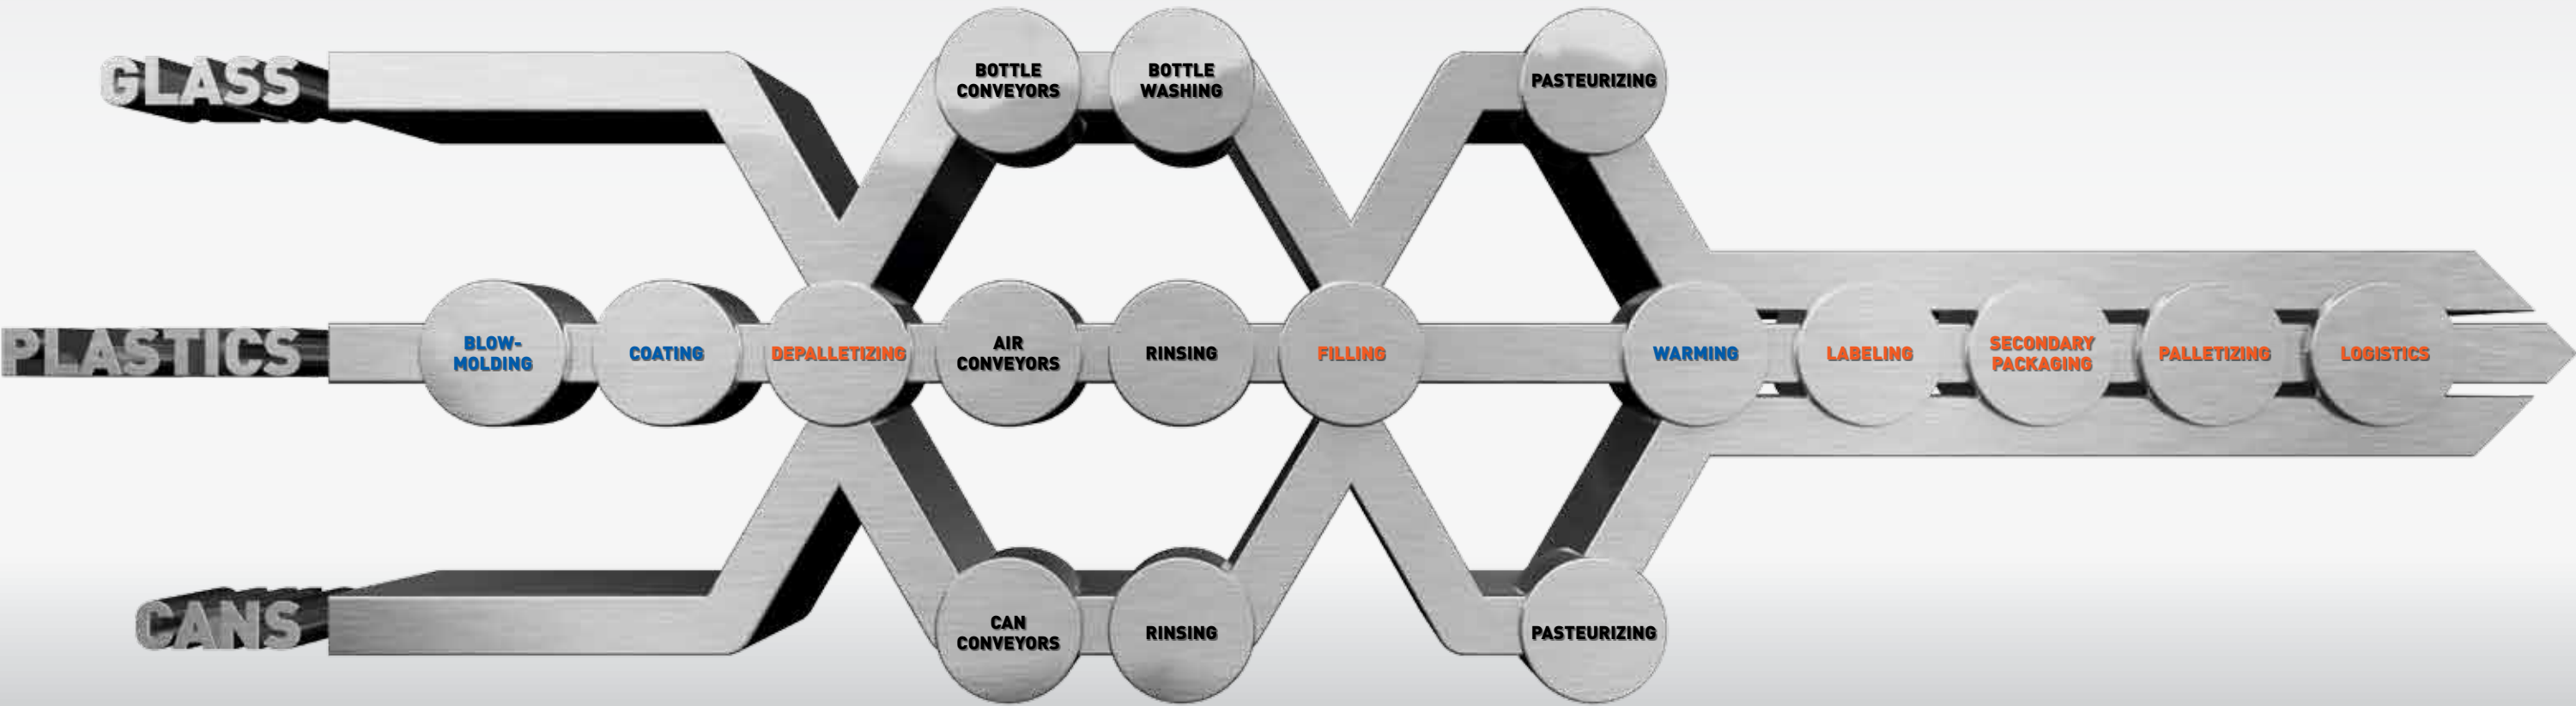 GLASS
BOTTLE
CONVEYORS
BOTTLE
WASHING
PASTEURIZING
PLASTICS
BLOW-
MOLDING
COATING
DEPALLETIZING
AIR
CONVEYORS
RINSING
FILLING
WARMING
LABELING
SECONDARY
PACKAGING
PALLETIZING
LOGISTICS
CANS
CAN
CONVEYORS
RINSING
PASTEURIZING